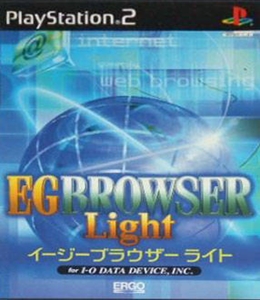 PlayStation 2
internet
web browsing
EGBROWSER
Light
イージーブラウザー ライト
for I-O DATA DEVICE, INC.
ERGO